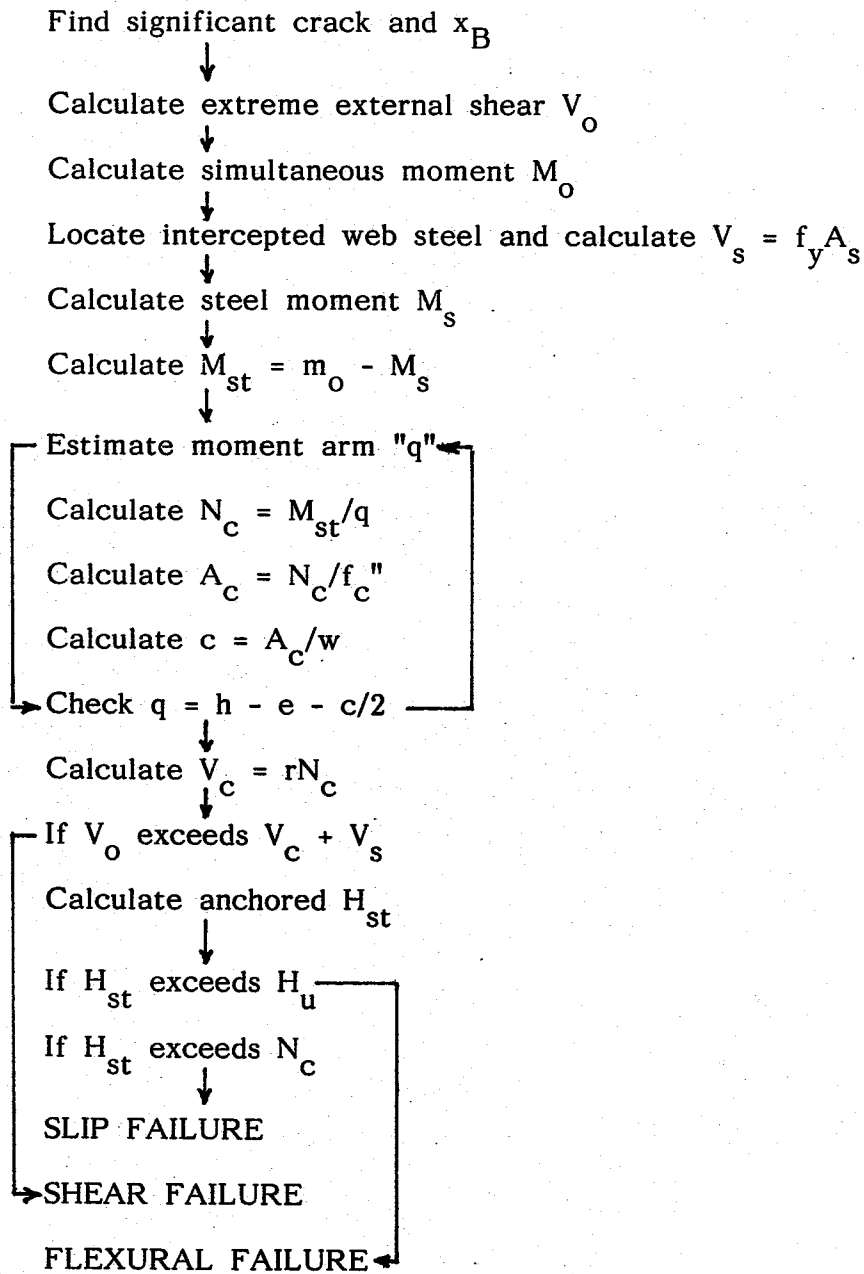 Find significant crack and x_B
Calculate extreme external shear V_o
Calculate simultaneous moment M_o
Locate intercepted web steel and calculate V_s = f_yA_s
Calculate steel moment M_s
Calculate M_st = m_o - M_s
Estimate moment arm "q"
Calculate N_c = M_st/q
Calculate A_c = N_c/f_c"
Calculate c = A_c/w
Check q = h - e - c/2
Calculate V_c = rN_c
If V_o exceeds V_c + V_s
Calculate anchored H_st
If H_st exceeds H_u
If H_st exceeds N_c
SLIP FAILURE
SHEAR FAILURE
FLEXURAL FAILURE